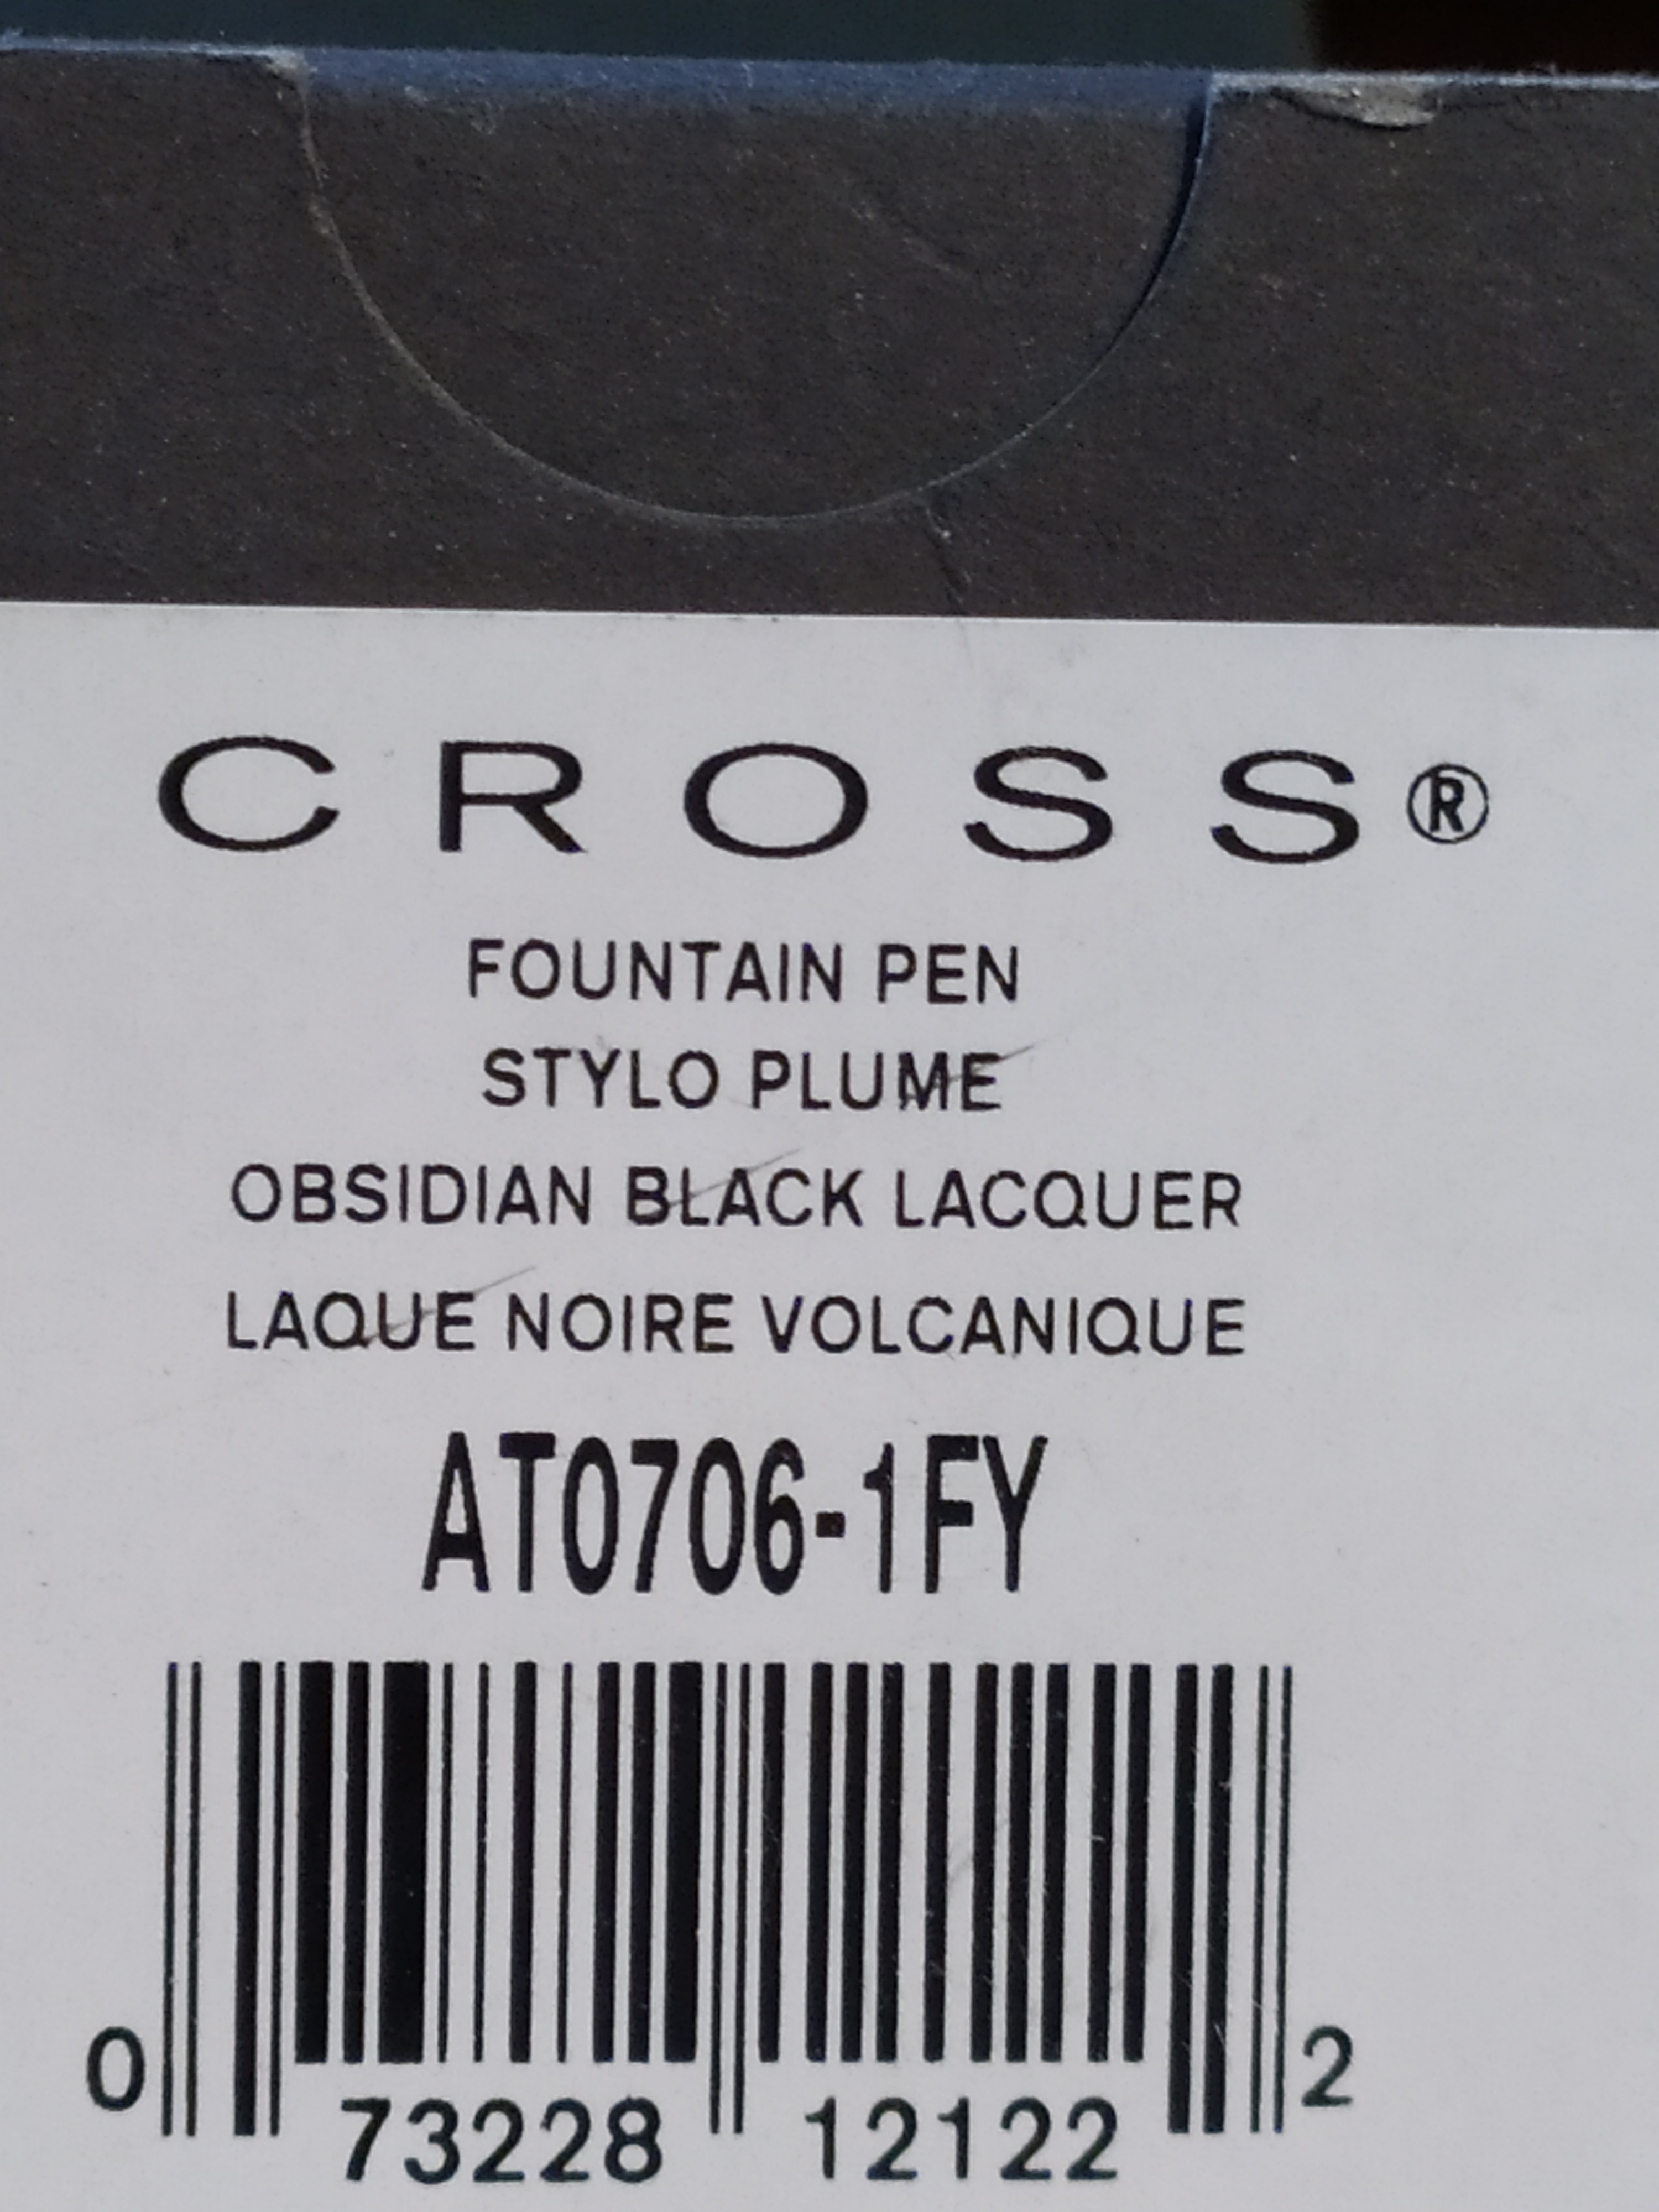 CROSS®
FOUNTAIN PEN
STYLO PLUME
OBSIDIAN BLACK LACQUER
LAQUE NOIRE VOLCANIQUE
AT0706-1FY
0 73228 12122 2